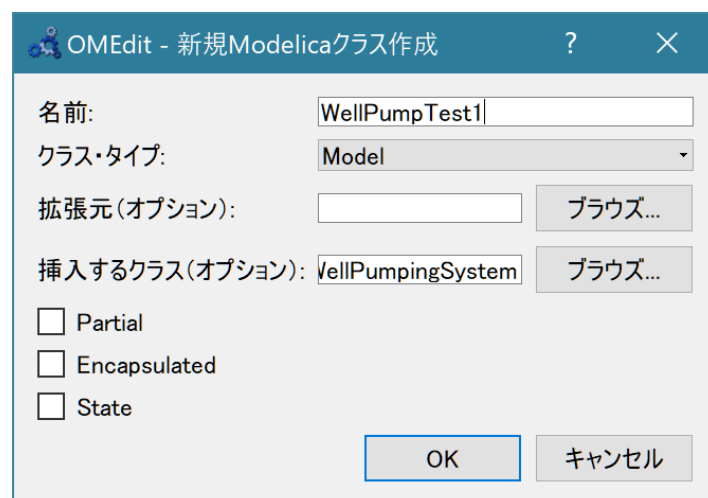 OMEdit - 新規Modelicaクラス作成 ? ×
名前: WellPumpTest1
クラス・タイプ: Model
拡張元(オプション): ブラウズ...
挿入するクラス(オプション): WellPumpingSystem ブラウズ...
Partial
Encapsulated
State
OK キャンセル